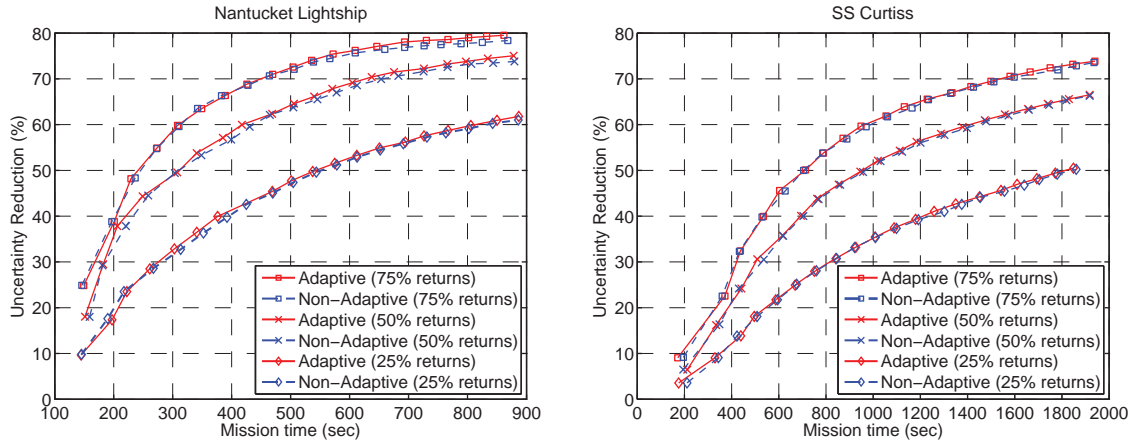 Nantucket Lightship
Uncertainty Reduction (%)
80
70
60
50
40
30
20
10
0
100 200 300 400 500 600 700 800 900
Mission time (sec)
Adaptive (75% returns)
Non-Adaptive (75% returns)
Adaptive (50% returns)
Non-Adaptive (50% returns)
Adaptive (25% returns)
Non-Adaptive (25% returns)
SS Curtiss
Uncertainty Reduction (%)
80
70
60
50
40
30
20
10
0
0 200 400 600 800 1000 1200 1400 1600 1800 2000
Mission time (sec)
Adaptive (75% returns)
Non-Adaptive (75% returns)
Adaptive (50% returns)
Non-Adaptive (50% returns)
Adaptive (25% returns)
Non-Adaptive (25% returns)